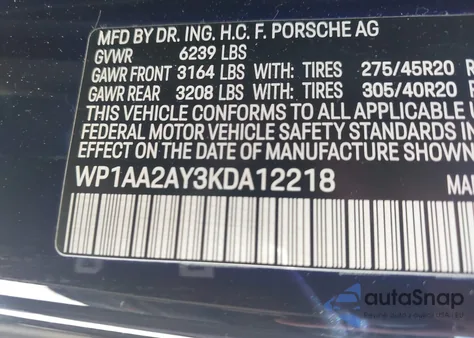 MFD BY DR. ING. H.C. F. PORSCHE AG
GVWR 6239 LBS
GAWR FRONT 3164 LBS WITH: TIRES 275/45R20 R
GAWR REAR 3208 LBS WITH: TIRES 305/40R20
THIS VEHICLE CONFORMS TO ALL APPLICABLE
FEDERAL MOTOR VEHICLE SAFETY
EFFECT ON THE DATE OF MANUFACTURE
WP1AA2AY3KDA12218 MA
autoSnap